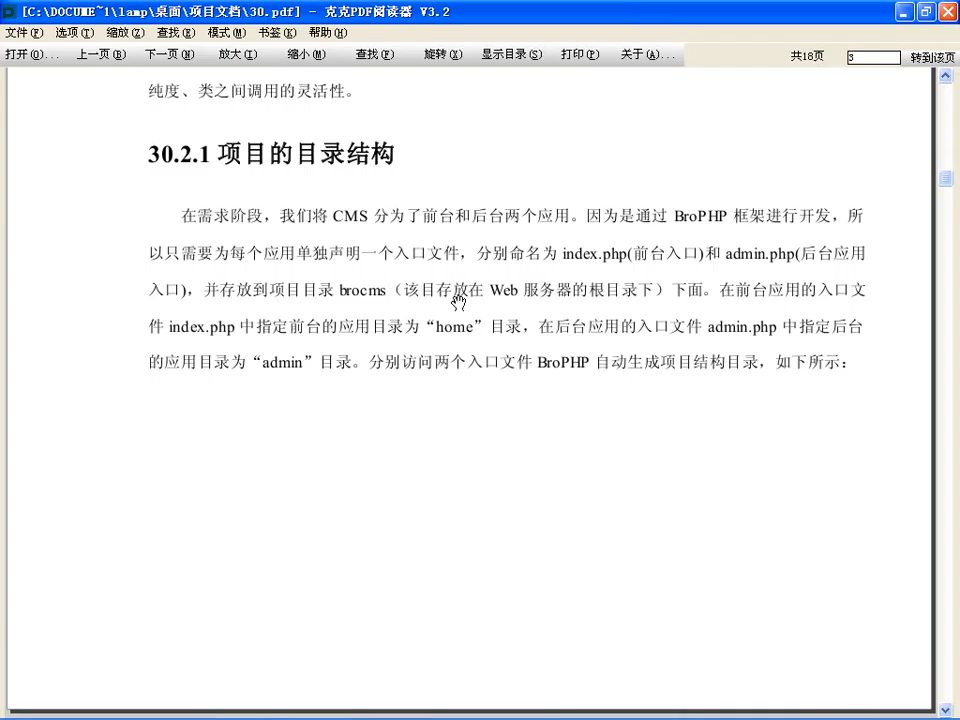 [C:\DOCUME~1\lamp\桌面\项目文档\30.pdf] - 克克PDF阅读器 V3.2
文件(F) 选项(T) 缩放(Z) 查找(E) 模式(M) 书签(K) 帮助(H)
打开(O)... 上一页(B) 下一页(N) 放大(I) 缩小(M) 查找(F) 旋转(X) 显示目录(S) 打印(P) 关于(A)... 共18页 3 转到该页
纯度、类之间调用的灵活性。
30.2.1 项目的目录结构
在需求阶段，我们将 CMS 分为了前台和后台两个应用。因为是通过 BroPHP 框架进行开发，所
以只需要为每个应用单独声明一个入口文件，分别命名为 index.php(前台入口)和 admin.php(后台应用
入口)，并存放到项目目录 brocms（该目存放在 Web 服务器的根目录下）下面。在前台应用的入口文
件 index.php 中指定前台的应用目录为“home”目录，在后台应用的入口文件 admin.php 中指定后台
的应用目录为“admin”目录。分别访问两个入口文件 BroPHP 自动生成项目结构目录，如下所示：